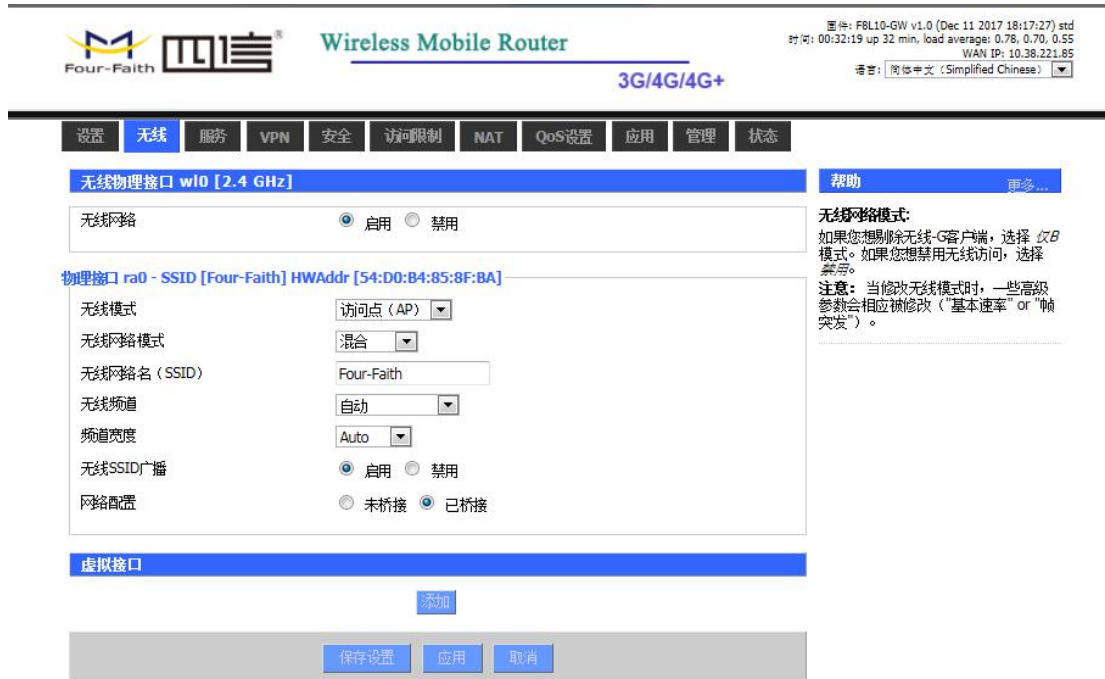 Four-Faith 四信®
Wireless Mobile Router
3G/4G/4G+
固件: F8L10-GW v1.0 (Dec 11 2017 18:17:27) std
时间: 00:32:19 up 32 min, load average: 0.78, 0.70, 0.55
WAN IP: 10.38.221.85
语言: 简体中文（Simplified Chinese）
设置 无线 服务 VPN 安全 访问限制 NAT QoS设置 应用 管理 状态
无线物理接口 wl0 [2.4 GHz]
无线网络 启用 禁用
物理接口 ra0 - SSID [Four-Faith] HWAddr [54:D0:B4:85:8F:BA]
无线模式 访问点（AP）
无线网络模式 混合
无线网络名（SSID） Four-Faith
无线频道 自动
频道宽度 Auto
无线SSID广播 启用 禁用
网络配置 未桥接 已桥接
虚拟接口
添加
保存设置 应用 取消
帮助 更多...
无线网络模式:
如果您想剔除无线-G客户端，选择 仅B
模式。如果您想禁用无线访问，选择
禁用。
注意： 当修改无线模式时，一些高级
参数会相应被修改（"基本速率" or "帧
突发"）。